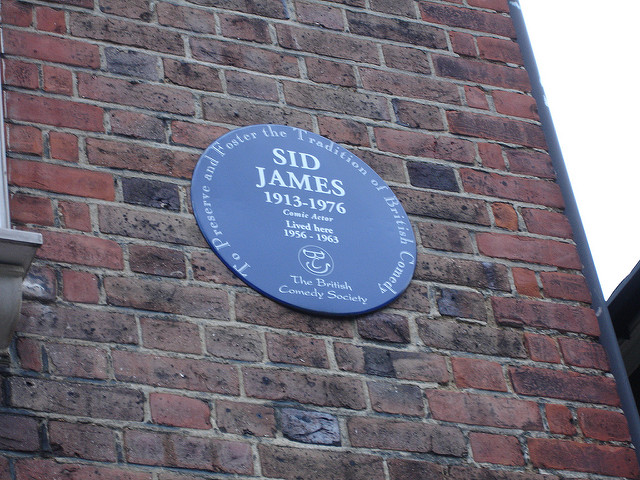 To Preserve and Foster the Tradition of British Comedy
SID
JAMES
1913-1976
Comic Actor
Lived here
1956 - 1963
The British
Comedy Society